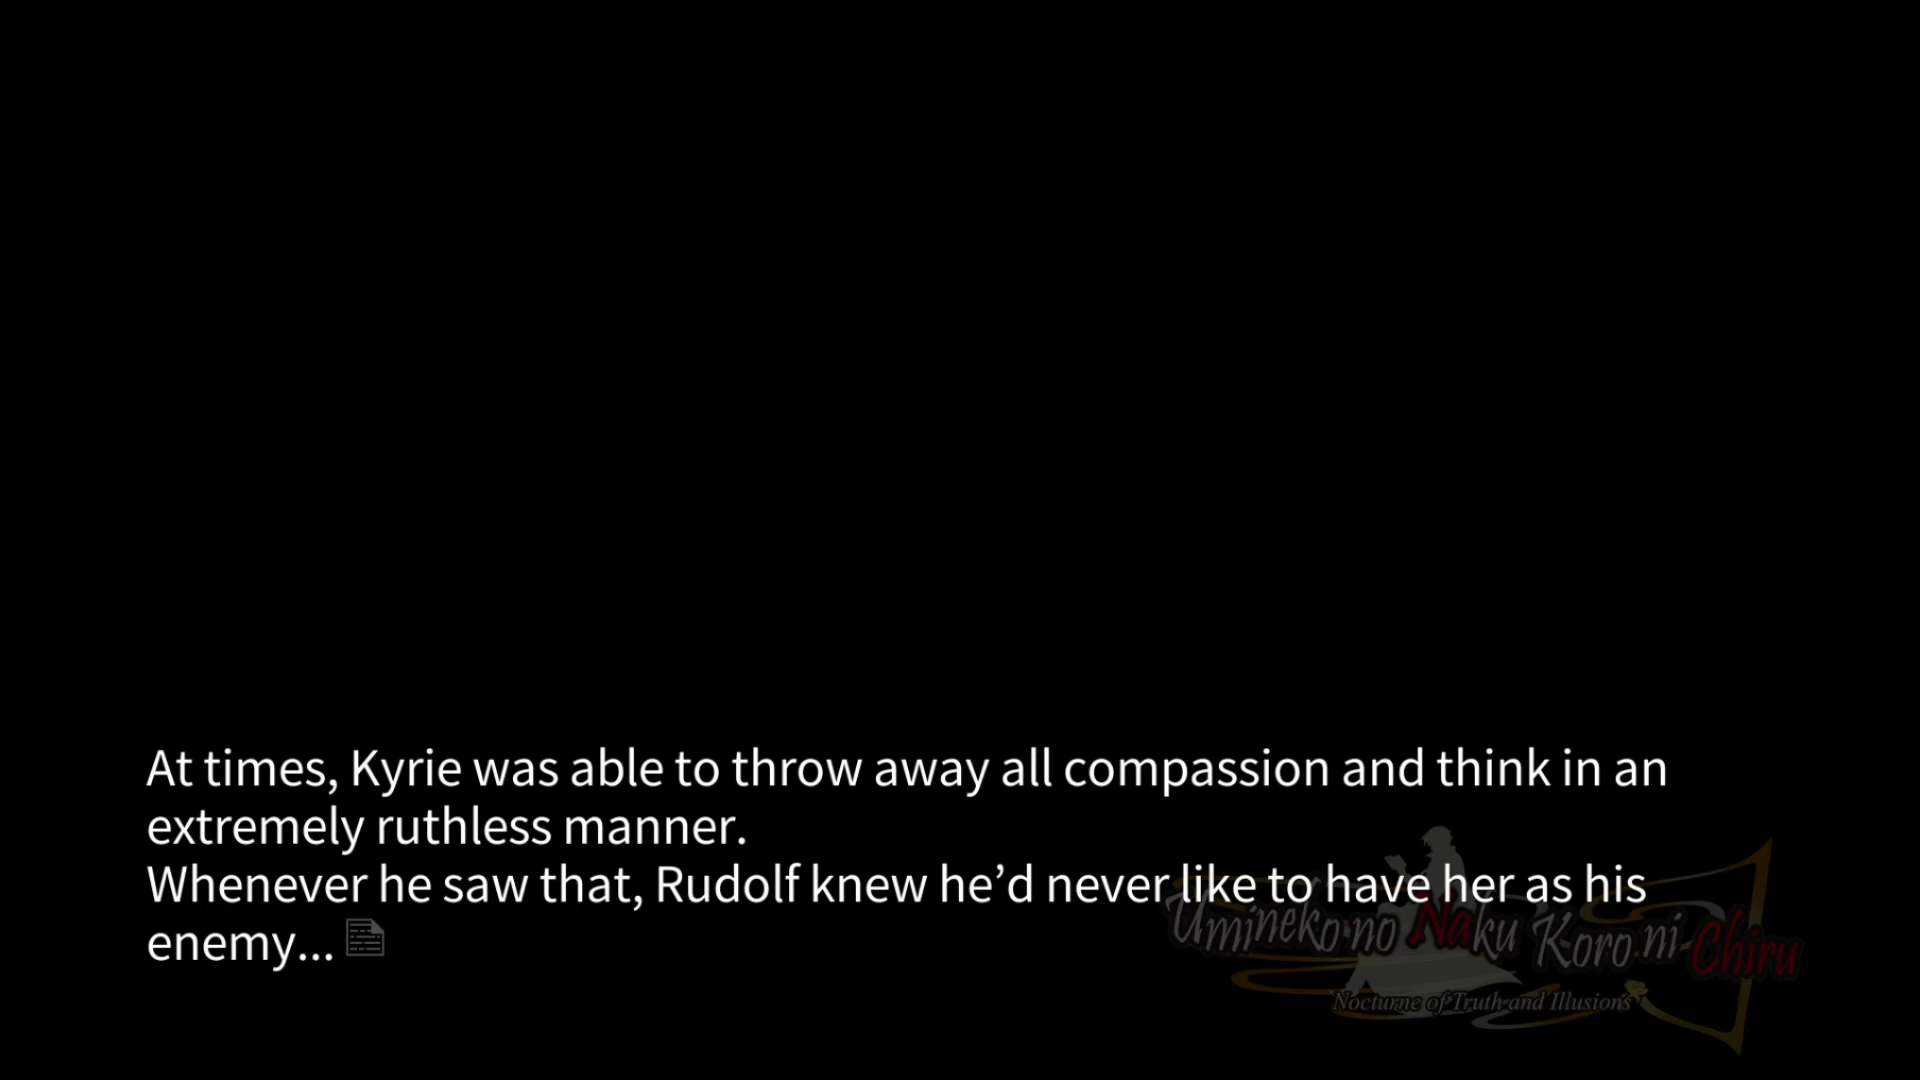 At times, Kyrie was able to throw away all compassion and think in an
extremely ruthless manner.
Whenever he saw that, Rudolf knew he’d never like to have her as his
enemy...
Umineko no Naku Koro ni Chiru
Nocturne of Truth and Illusions